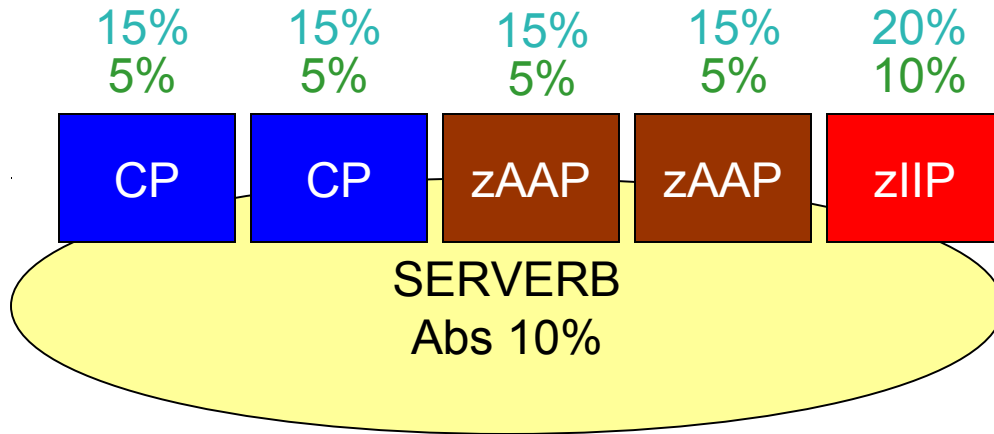 15% 15% 15% 15% 20%
5% 5% 5% 5% 10%
CP CP zAAP zAAP zIIP
SERVERB
Abs 10%